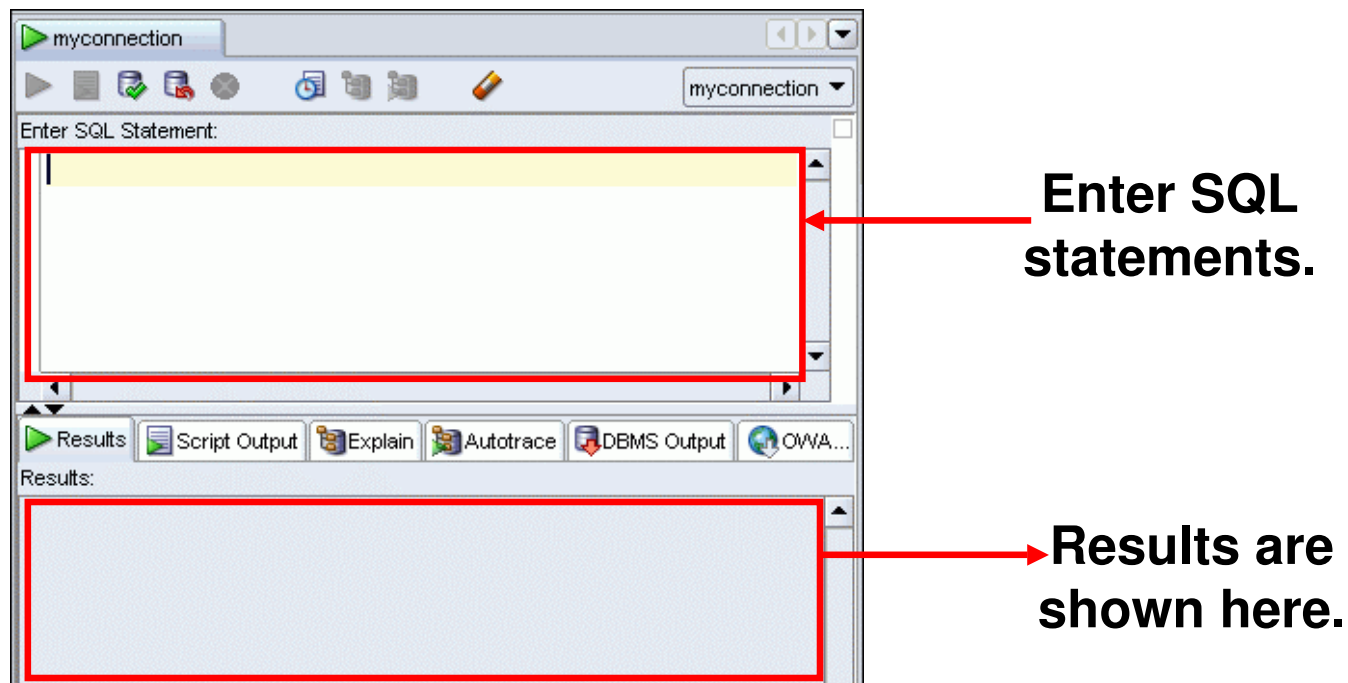 myconnection
myconnection
Enter SQL Statement:
Enter SQL
statements.
Results Script Output Explain Autotrace DBMS Output OWA...
Results:
Results are
shown here.